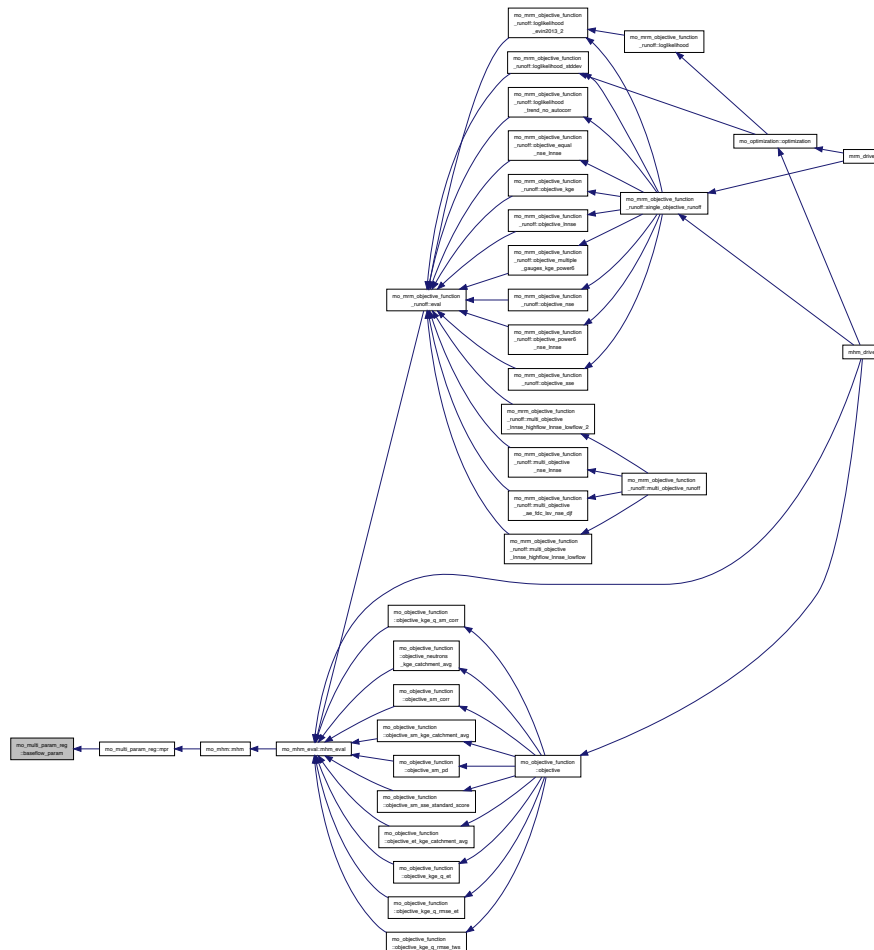 mo_mrm_objective_function
_runoff::loglikelihood
_evin2013_2
mo_mrm_objective_function
_runoff::loglikelihood
mo_mrm_objective_function
_runoff::loglikelihood_stddev
mo_mrm_objective_function
_runoff::loglikelihood
_trend_no_autocorr
mo_optimization::optimization
mrm_drive
mo_mrm_objective_function
_runoff::objective_equal
_nse_lnnse
mo_mrm_objective_function
_runoff::objective_kge
mo_mrm_objective_function
_runoff::single_objective_runoff
mo_mrm_objective_function
_runoff::objective_lnnse
mo_mrm_objective_function
_runoff::objective_multiple
_gauges_kge_power6
mo_mrm_objective_function
_runoff::eval
mo_mrm_objective_function
_runoff::objective_nse
mo_mrm_objective_function
_runoff::objective_power6
_nse_lnnse
mhm_drive
mo_mrm_objective_function
_runoff::objective_sse
mo_mrm_objective_function
_runoff::multi_objective
_lnnse_highflow_lnnse_lowflow_2
mo_mrm_objective_function
_runoff::multi_objective
_nse_lnnse
mo_mrm_objective_function
_runoff::multi_objective_runoff
mo_mrm_objective_function
_runoff::multi_objective
_ae_fdc_lsv_nse_djf
mo_mrm_objective_function
_runoff::multi_objective
_lnnse_highflow_lnnse_lowflow
mo_objective_function
::objective_kge_q_sm_corr
mo_objective_function
::objective_neutrons
_kge_catchment_avg
mo_objective_function
::objective_sm_corr
mo_objective_function
::objective_sm_kge_catchment_avg
mo_multi_param_reg
::baseflow_param
mo_multi_param_reg::mpr
mo_mhm::mhm
mo_mhm_eval::mhm_eval
mo_objective_function
::objective_sm_pd
mo_objective_function
::objective
mo_objective_function
::objective_sm_sse_standard_score
mo_objective_function
::objective_et_kge_catchment_avg
mo_objective_function
::objective_kge_q_et
mo_objective_function
::objective_kge_q_rmse_et
mo_objective_function
::objective_kge_q_rmse_tws